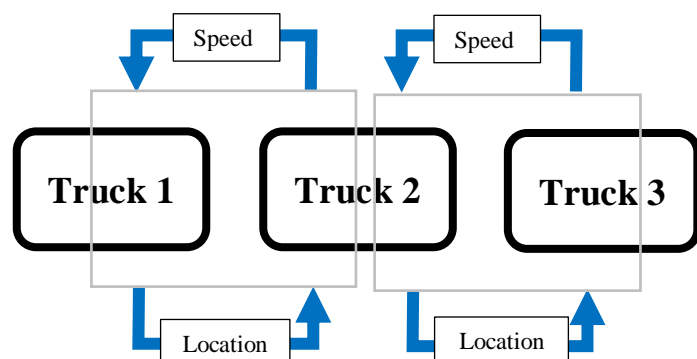 Speed
Speed
Truck 1
Truck 2
Truck 3
Location
Location